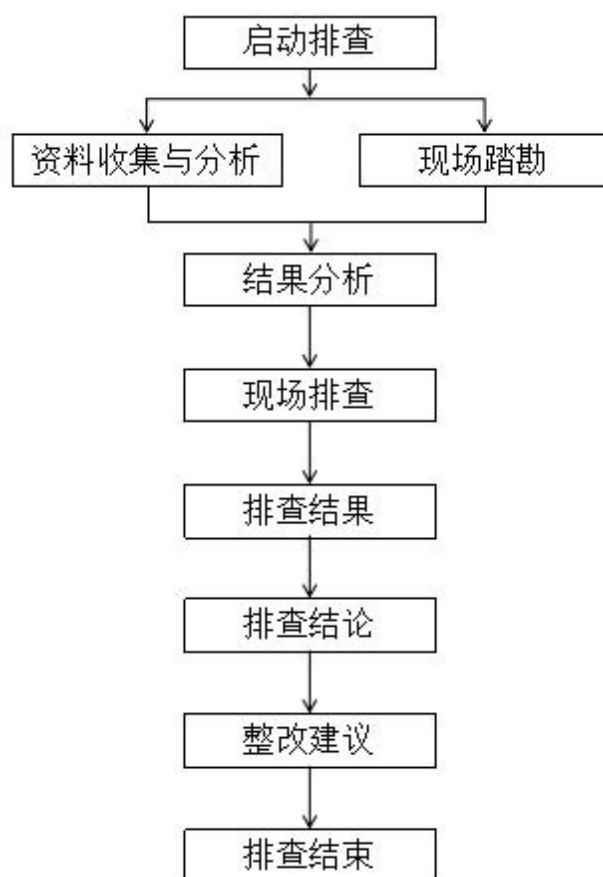 启动排查
资料收集与分析
现场踏勘
结果分析
现场排查
排查结果
排查结论
整改建议
排查结束